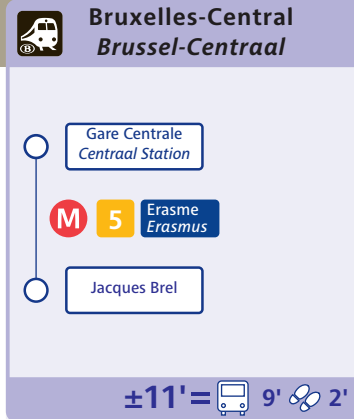 Bruxelles-Central
Brussel-Centraal
B
Gare Centrale
Centraal Station
M 5 Erasme
Erasmus
Jacques Brel
±11'= 9' 2'